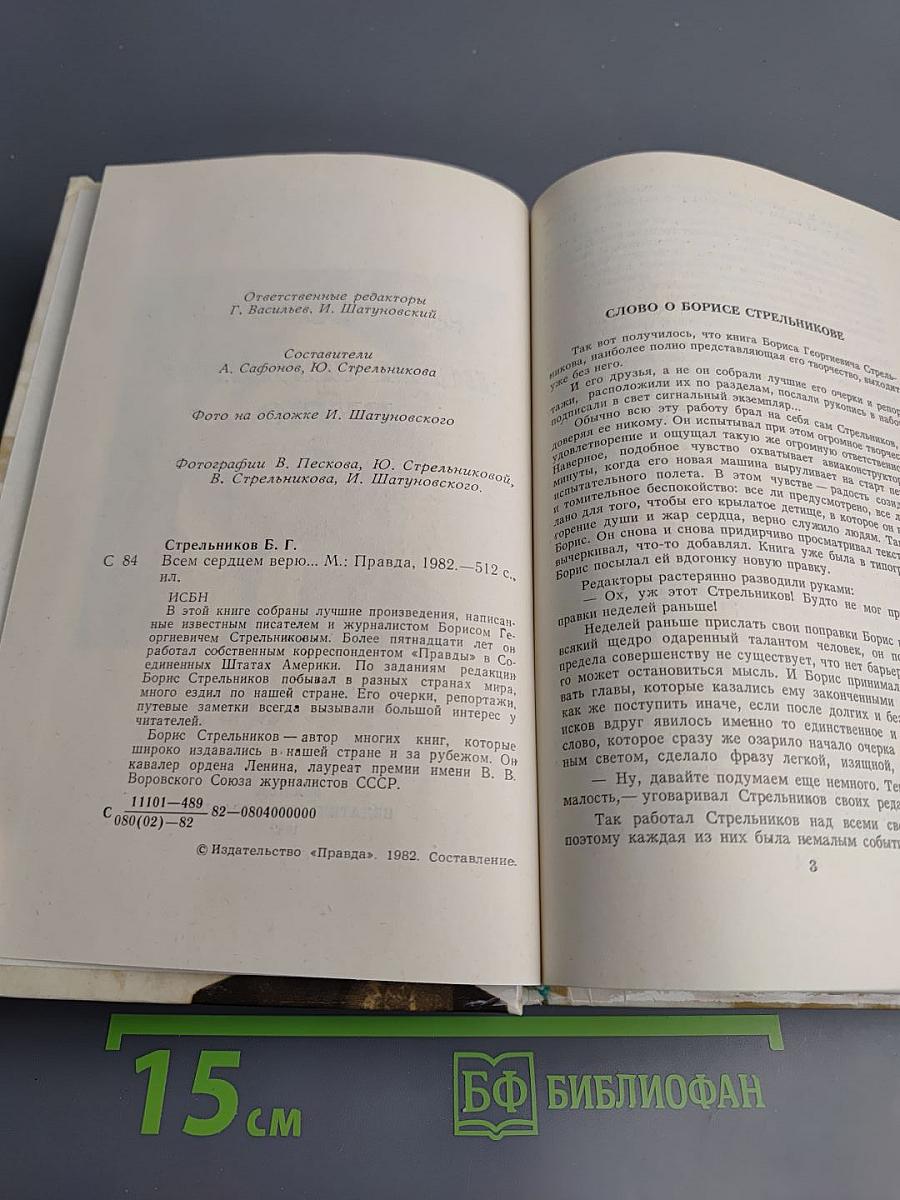 Ответственные редакторы
Г. Васильев, И. Шатуновский
Составители
А. Сафонов, Ю. Стрельникова
Фото на обложке И. Шатуновского
Фотографии В. Пескова, Ю. Стрельниковой,
В. Стрельникова, И. Шатуновского.
Стрельников Б. Г.
С 84 Всем сердцем верю... М.: Правда, 1982.—512 с.,
ил.
ИСБН
В этой книге собраны лучшие произведения, написан-
ные известным писателем и журналистом Борисом Ге-
оргиевичем Стрельниковым. Более пятнадцати лет он
работал собственным корреспондентом «Правды» в Со-
единенных Штатах Америки. По заданиям редакции
Борис Стрельников побывал в разных странах мира,
много ездил по нашей стране. Его очерки, репортажи,
путевые заметки всегда вызывали большой интерес у
читателей.
Борис Стрельников — автор многих книг, которые
широко издавались в нашей стране и за рубежом. Он
кавалер ордена Ленина, лауреат премии имени В. В.
Воровского Союза журналистов СССР.
С 11101—489
080(02)—82 82—0804000000
© Издательство «Правда». 1982. Составление.
СЛОВО О БОРИСЕ СТРЕЛЬНИКОВЕ
Так вот получилось, что книга Бориса Георгиевича Стрель-
никова, наиболее полно представляющая его творчество, выходит
уже без него.
И его друзья, а не он собрали лучшие его очерки и репор-
тажи, расположили их по разделам, послали рукопись в набо
подписали в свет сигнальный экземпляр...
Обычно всю эту работу брал на себя сам Стрельников,
доверяя ее никому. Он испытывал при этом огромное творчес
удовлетворение и ощущал такую же огромную ответственно
Наверное, подобное чувство охватывает авиаконструктор
минуты, когда его новая машина выруливает на старт пе
испытательного полета. В этом чувстве — радость созид
и томительное беспокойство: все ли предусмотрено, все л
лано для того, чтобы его крылатое детище, в которое он
горение души и жар сердца, верно служило людям. Так
Борис. Он снова и снова придирчиво просматривал текст
вычеркивал, что-то добавлял. Книга уже была в типогр
Борис посылал ей вдогонку новую правку.
Редакторы растерянно разводили руками:
— Ох, уж этот Стрельников! Будто не мог пр
правки неделей раньше!
Неделей раньше прислать свои поправки Борис
всякий щедро одаренный талантом человек, он по
предела совершенству не существует, что нет барьер
го может остановиться мысль. И Борис принимал
вать главы, которые казались ему законченными
как же поступить иначе, если после долгих и без
исков вдруг явилось именно то единственное и
слово, которое сразу же озарило начало очерка
ным светом, сделало фразу легкой, изящной,
— Ну, давайте подумаем еще немного. Те
малость,— уговаривал Стрельников своих реда
Так работал Стрельников над всеми св
поэтому каждая из них была немалым событ
3
15 см
БФ БИБЛИОФАН